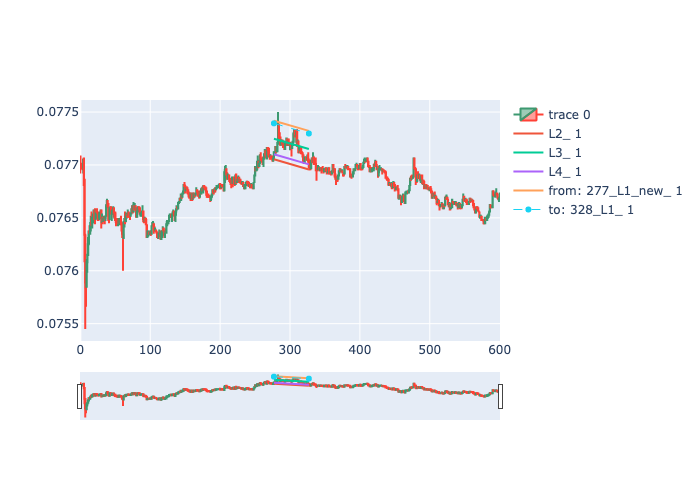 0.0775
0.077
0.0765
0.076
0.0755
0 100 200 300 400 500 600
trace 0
L2_ 1
L3_ 1
L4_ 1
from: 277_L1_new_ 1
to: 328_L1_ 1